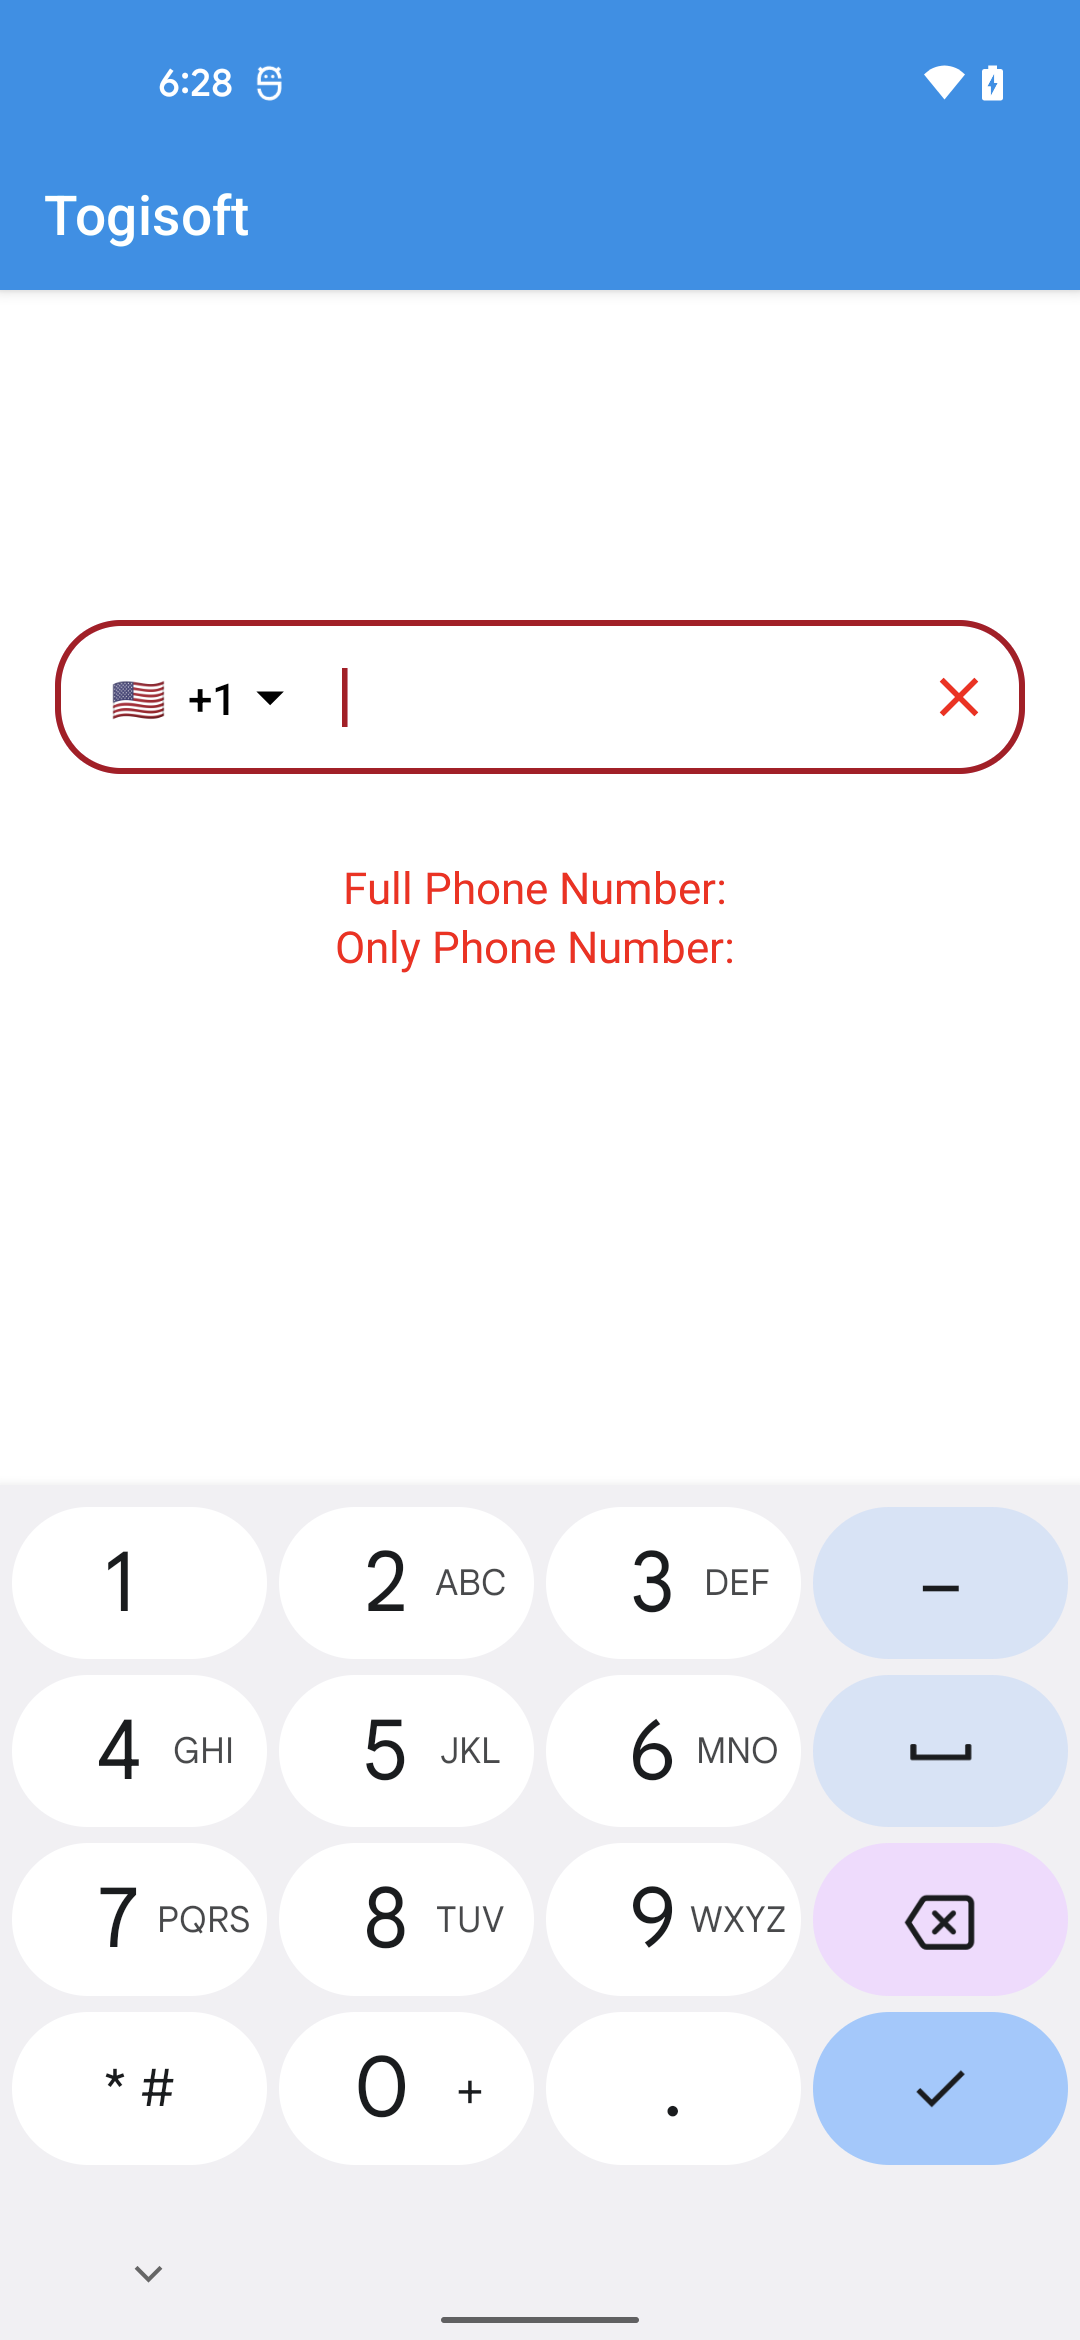 6:28
Togisoft
🇺🇸 +1
Full Phone Number:
Only Phone Number:
1
2 ABC
3 DEF
–
4 GHI
5 JKL
6 MNO
7 PQRS
8 TUV
9 WXYZ
* #
0 +
.